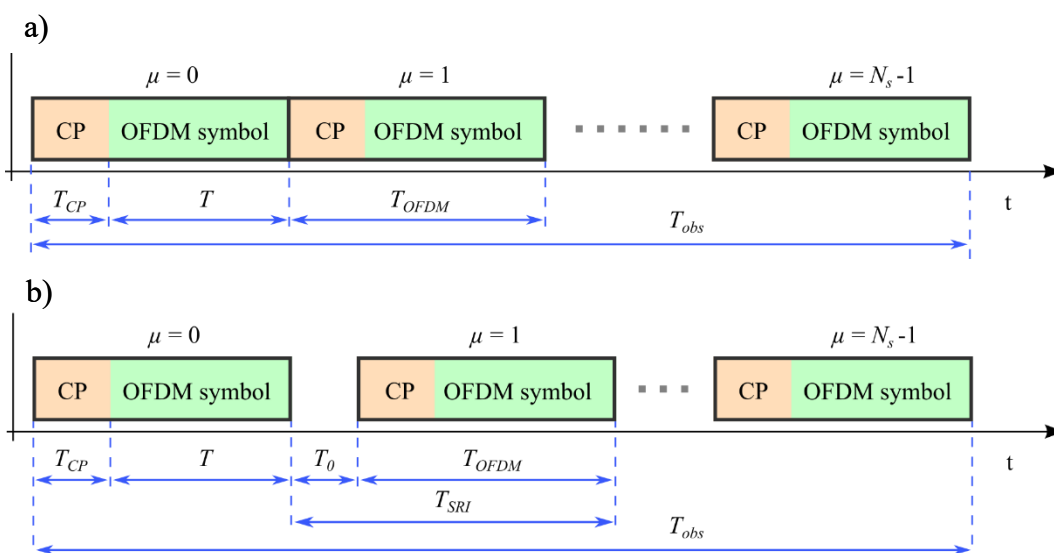 a)
μ = 0 μ = 1 μ = N_s -1
CP OFDM symbol CP OFDM symbol CP OFDM symbol
T_CP T T_OFDM t
T_obs
b)
μ = 0 μ = 1 μ = N_s -1
CP OFDM symbol CP OFDM symbol CP OFDM symbol
T_CP T T_0 T_OFDM t
T_SRI
T_obs